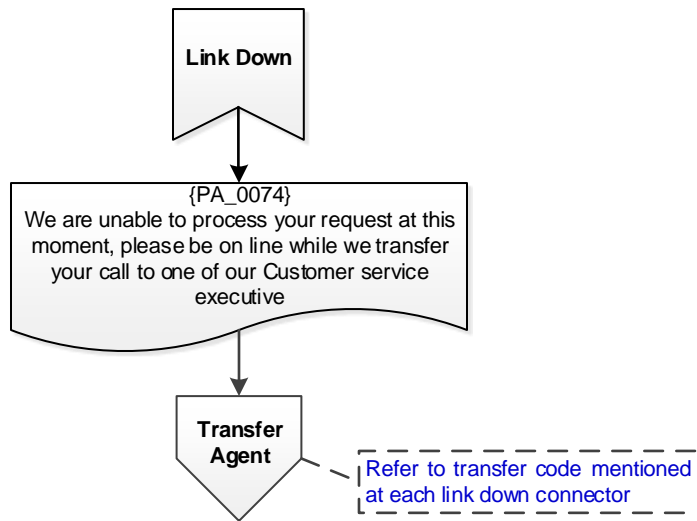 Link Down
{PA_0074}
We are unable to process your request at this
moment, please be on line while we transfer
your call to one of our Customer service
executive
Transfer
Agent
Refer to transfer code mentioned
at each link down connector